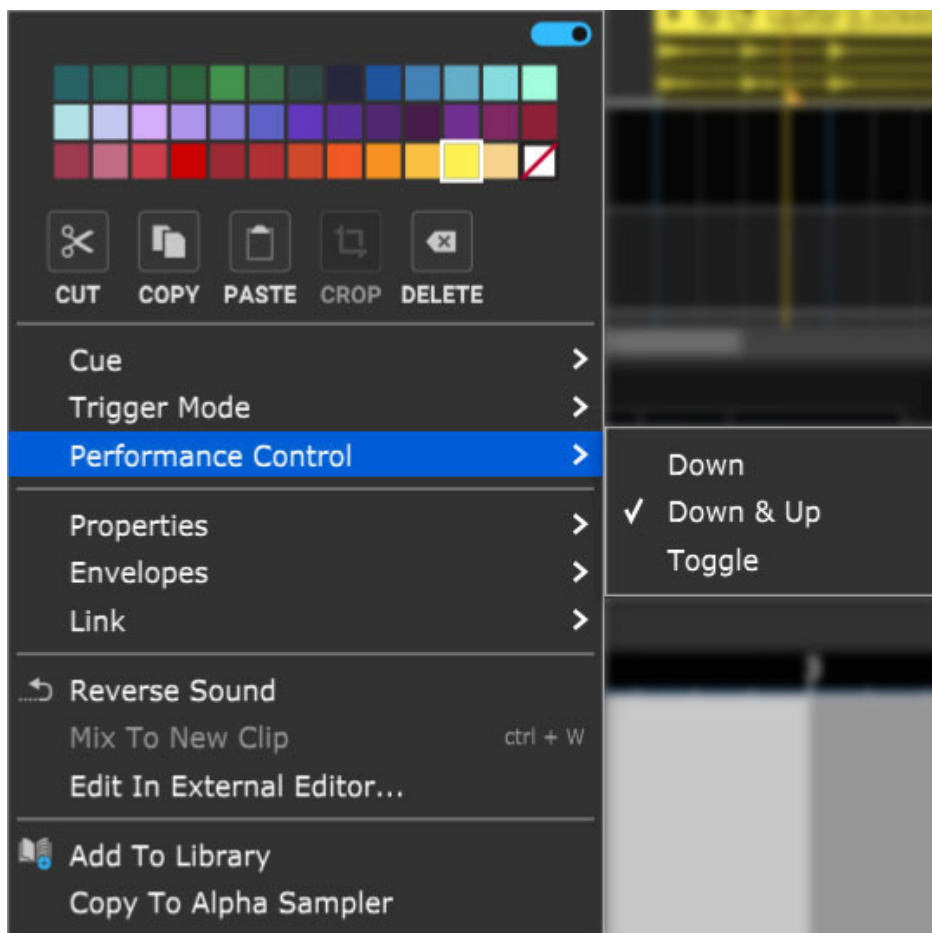 CUT COPY PASTE CROP DELETE
Cue
Trigger Mode
Performance Control
Down
Down & Up
Toggle
Properties
Envelopes
Link
Reverse Sound
Mix To New Clip ctrl + W
Edit In External Editor...
Add To Library
Copy To Alpha Sampler